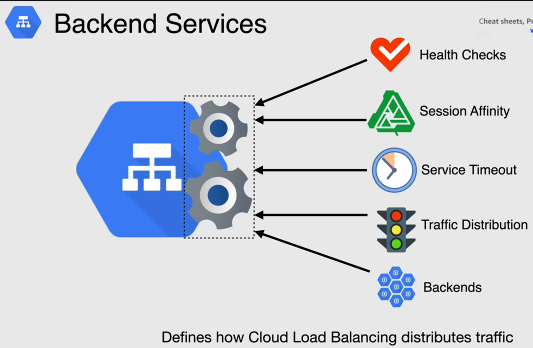 Backend Services
Cheat sheets, Pr
Health Checks
Session Affinity
Service Timeout
Traffic Distribution
Backends
Defines how Cloud Load Balancing distributes traffic